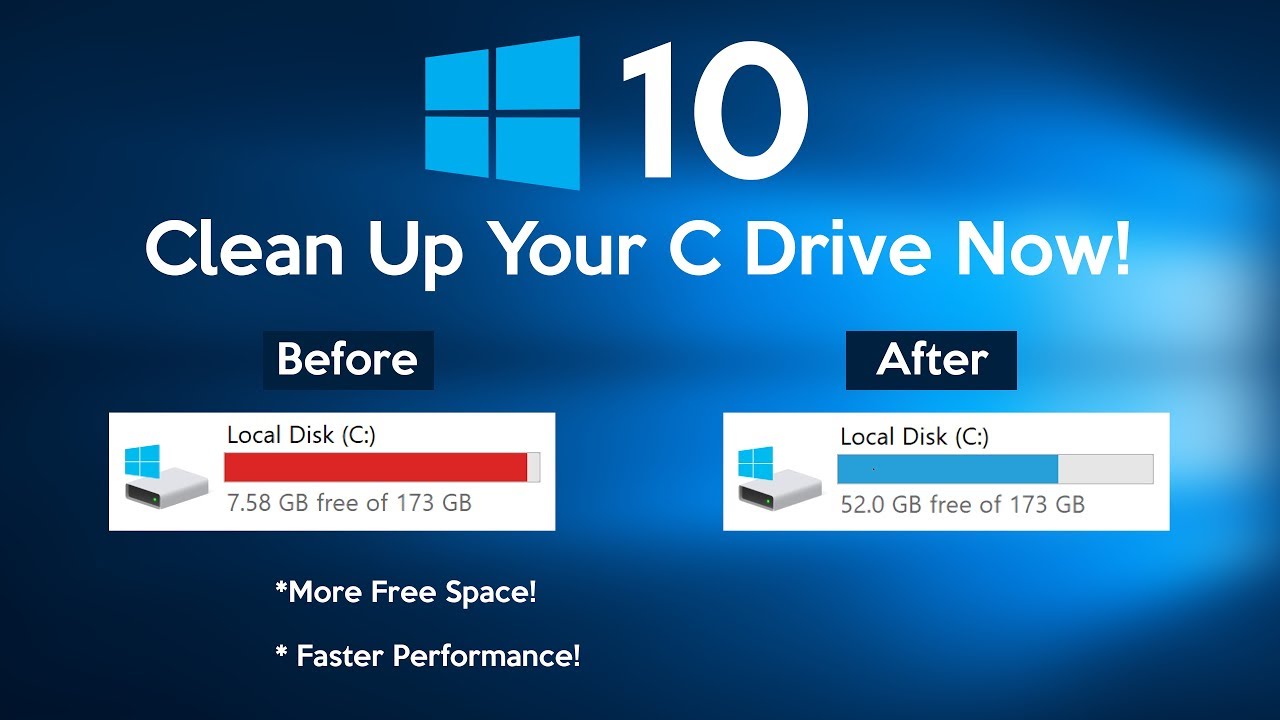 10
Clean Up Your C Drive Now!
Before
After
Local Disk (C:)
7.58 GB free of 173 GB
Local Disk (C:)
52.0 GB free of 173 GB
*More Free Space!
* Faster Performance!